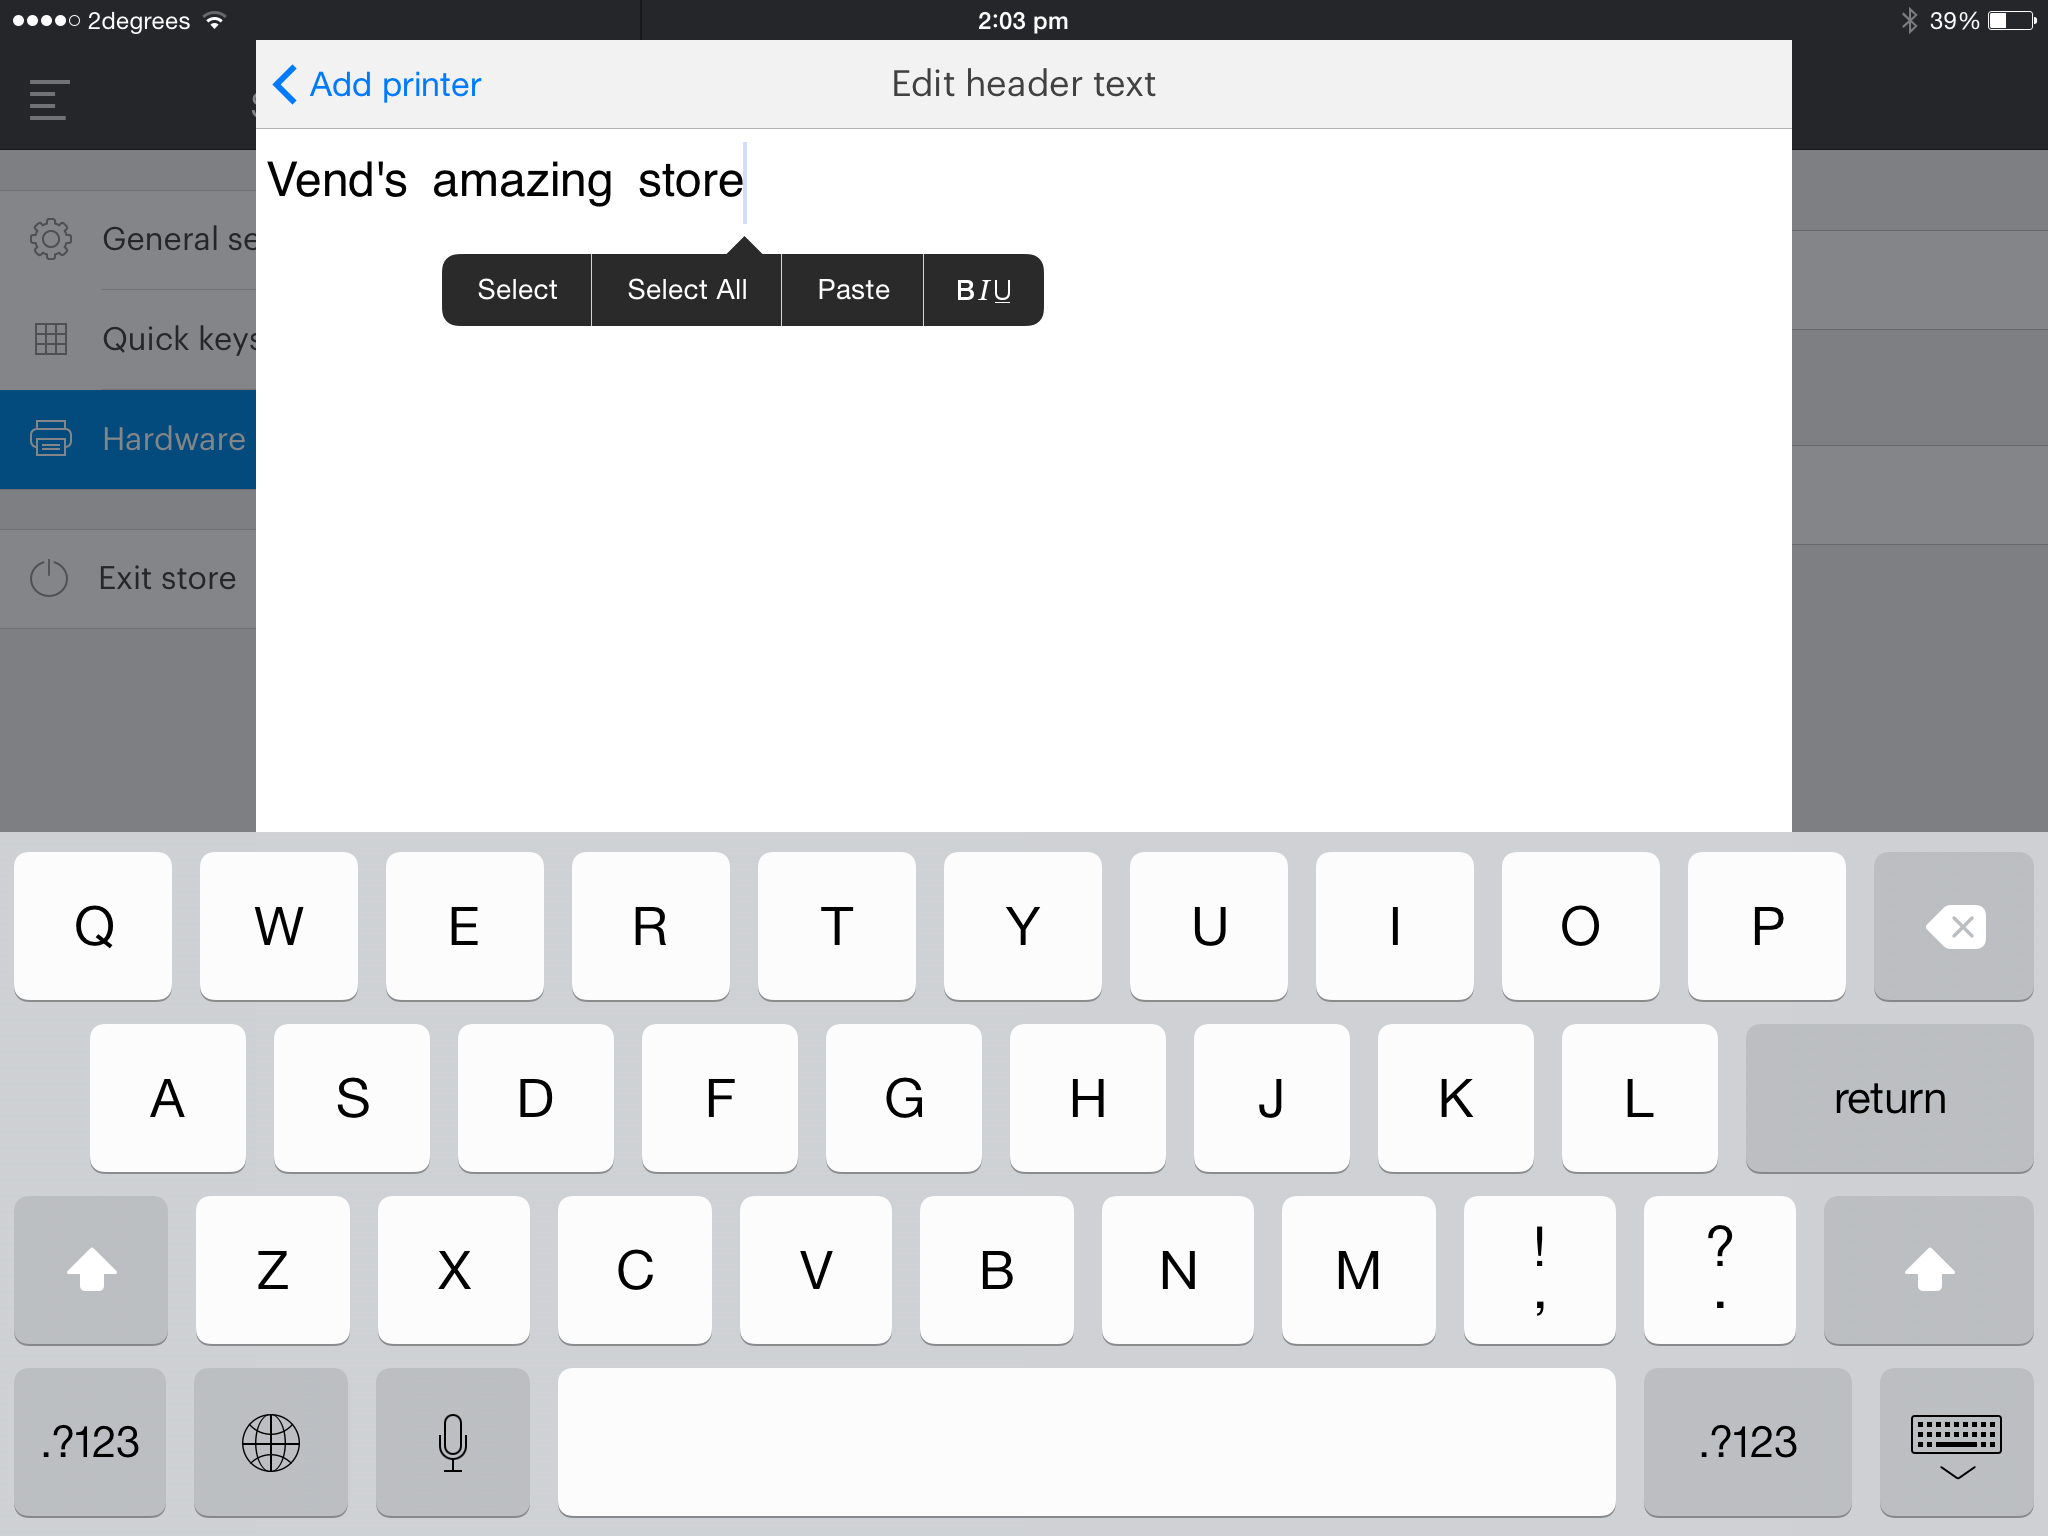 2degrees 2:03 pm 39%
Add printer Edit header text
Vend's amazing store
Select Select All Paste B I U
General se
Quick keys
Hardware
Exit store
Q W E R T Y U I O P
A S D F G H J K L return
Z X C V B N M ! , ? .
.?123 .?123